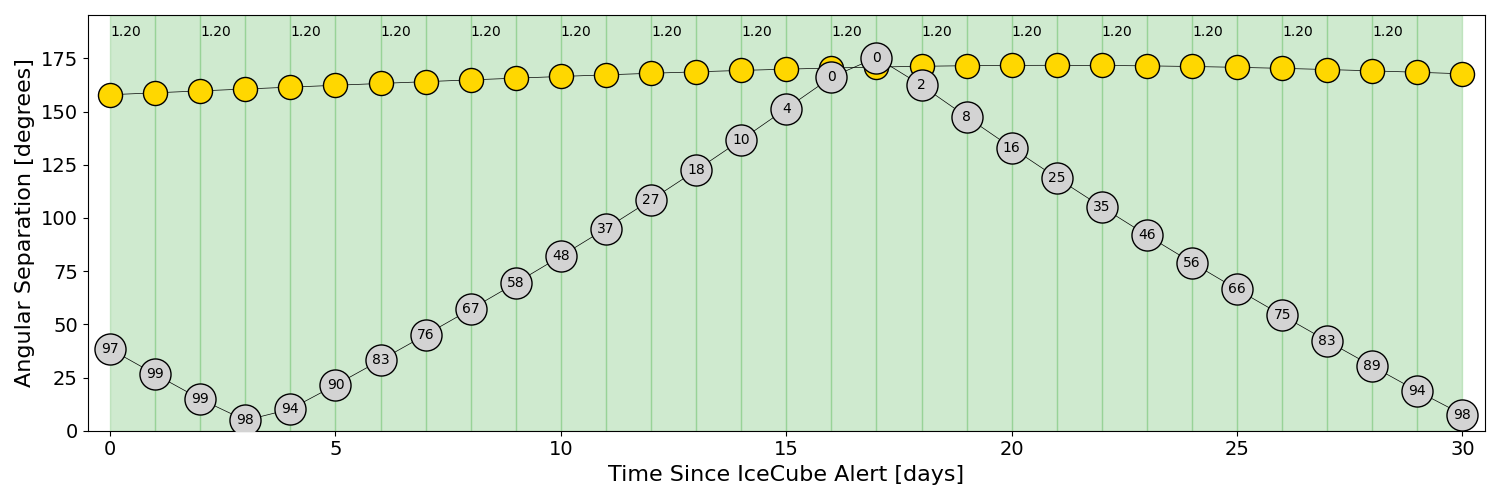 1.20 1.20 1.20 1.20 1.20 1.20 1.20 1.20 1.20 1.20 1.20 1.20 1.20 1.20 1.20
175
150
125
100
75
50
25
0
Angular Separation [degrees]
97 99 99 98 94 90 83 76 67 58 48 37 27 18 10 4 0 0 2 8 16 25 35 46 56 66 75 83 89 94 98
0 5 10 15 20 25 30
Time Since IceCube Alert [days]